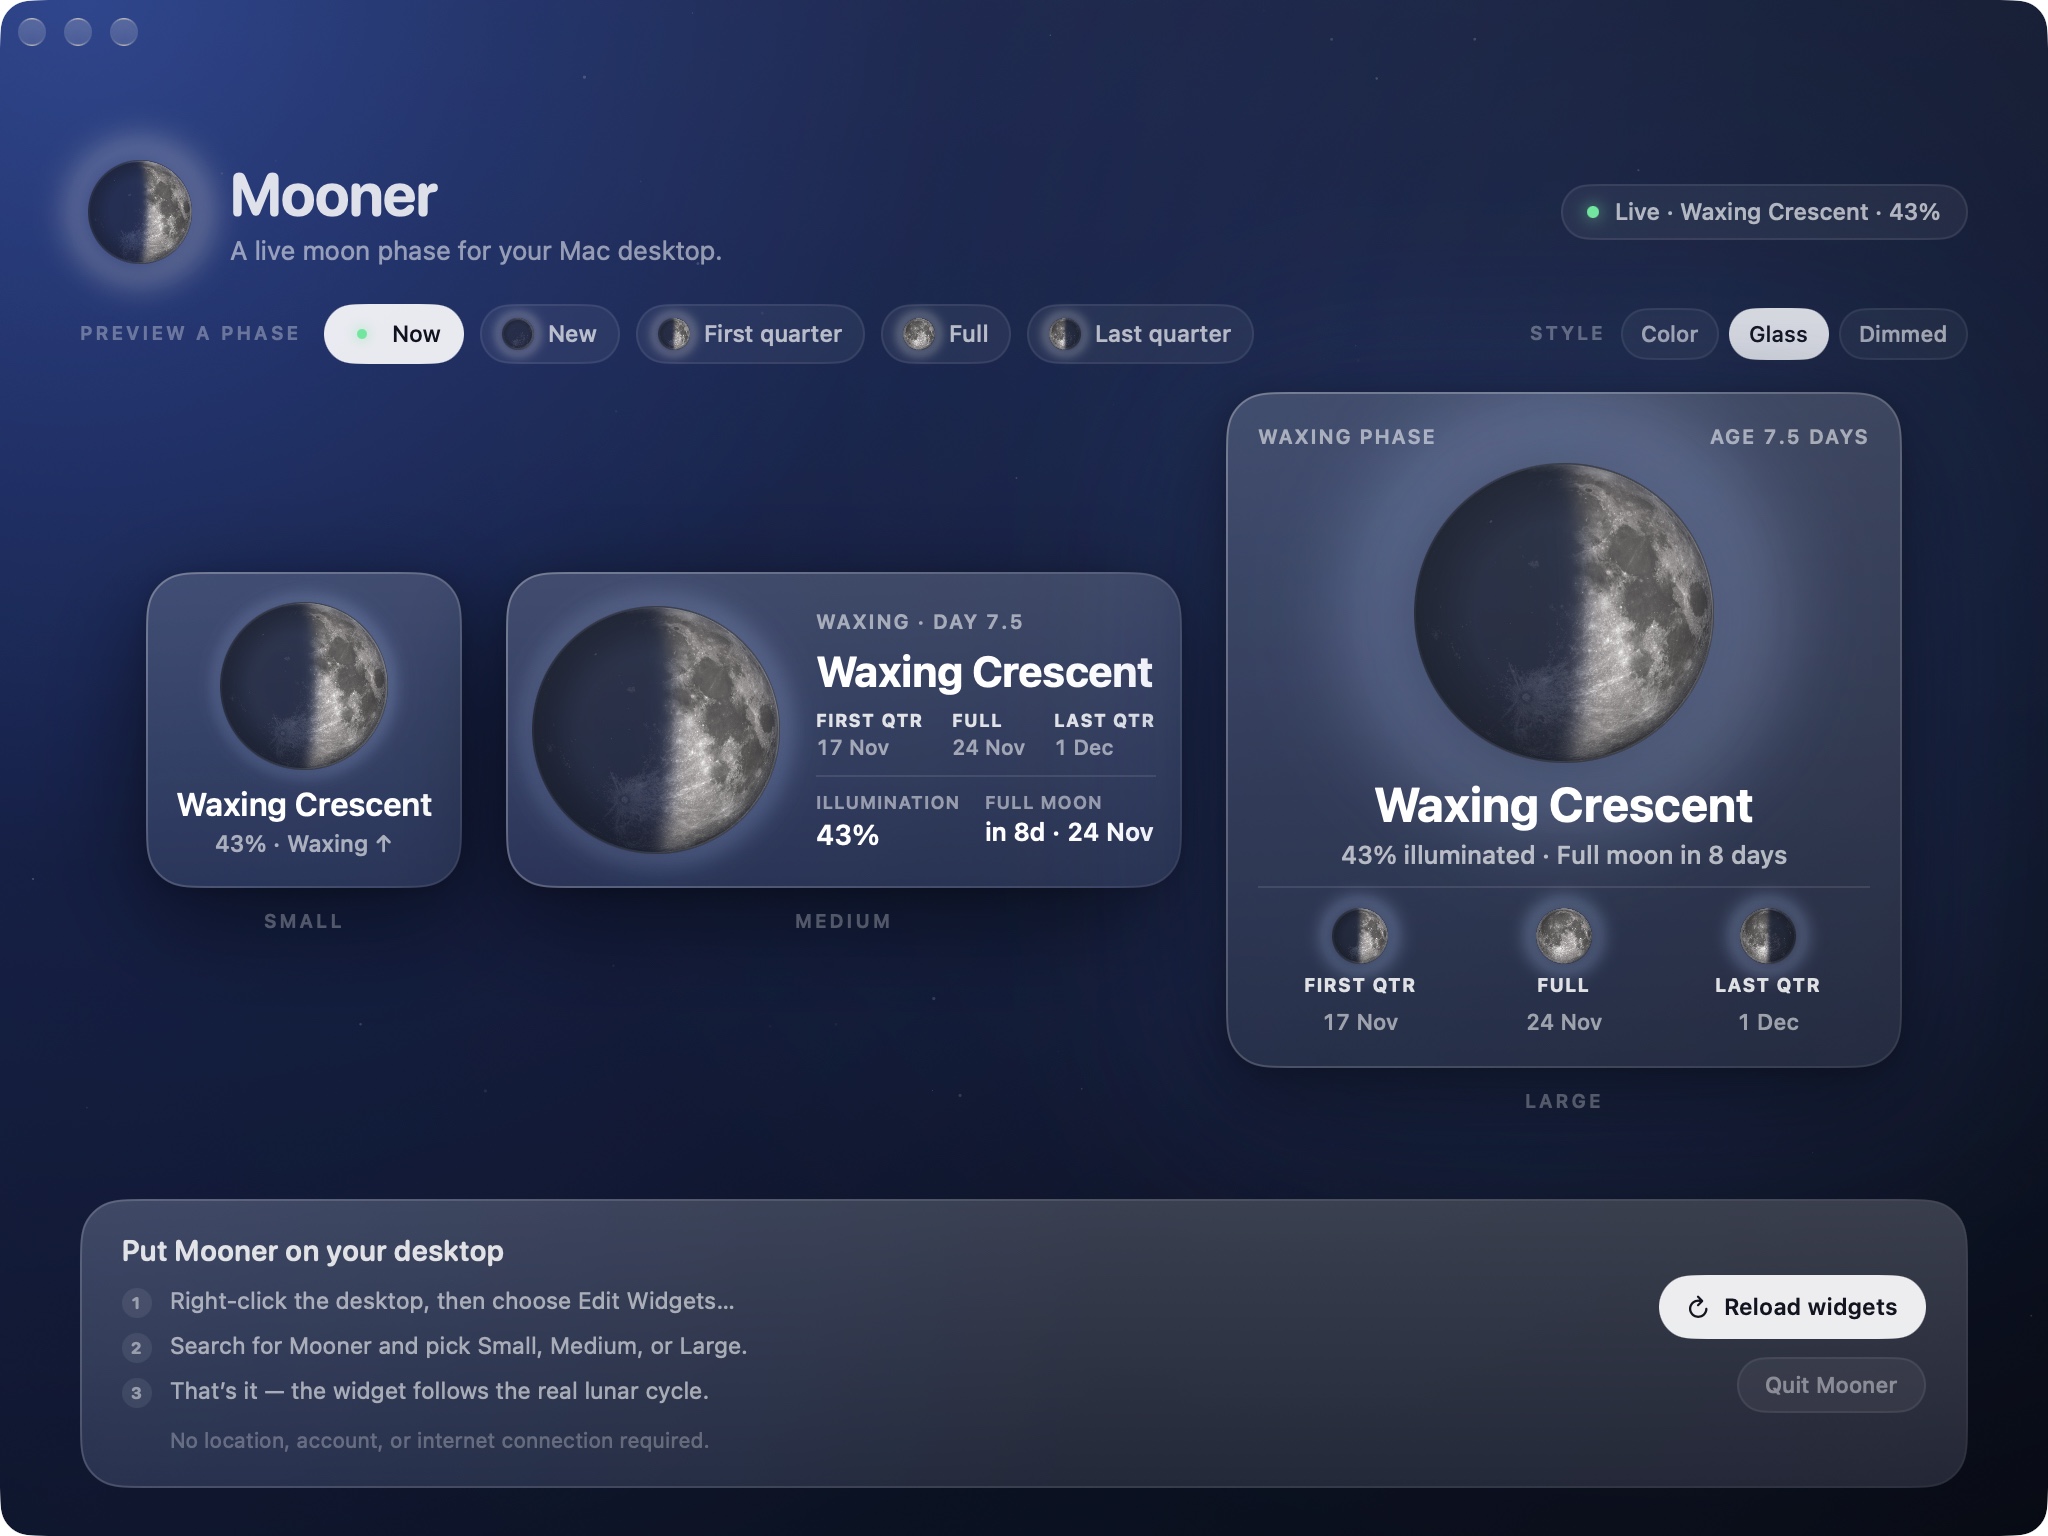 Mooner
A live moon phase for your Mac desktop.
Live · Waxing Crescent · 43%
PREVIEW A PHASE
Now
New
First quarter
Full
Last quarter
STYLE
Color
Glass
Dimmed
Waxing Crescent
43% · Waxing ↑
SMALL
WAXING · DAY 7.5
Waxing Crescent
FIRST QTR FULL LAST QTR
17 Nov 24 Nov 1 Dec
ILLUMINATION FULL MOON
43% in 8d · 24 Nov
MEDIUM
WAXING PHASE AGE 7.5 DAYS
Waxing Crescent
43% illuminated · Full moon in 8 days
FIRST QTR FULL LAST QTR
17 Nov 24 Nov 1 Dec
LARGE
Put Mooner on your desktop
1 Right-click the desktop, then choose Edit Widgets…
2 Search for Mooner and pick Small, Medium, or Large.
3 That’s it — the widget follows the real lunar cycle.
No location, account, or internet connection required.
Reload widgets
Quit Mooner